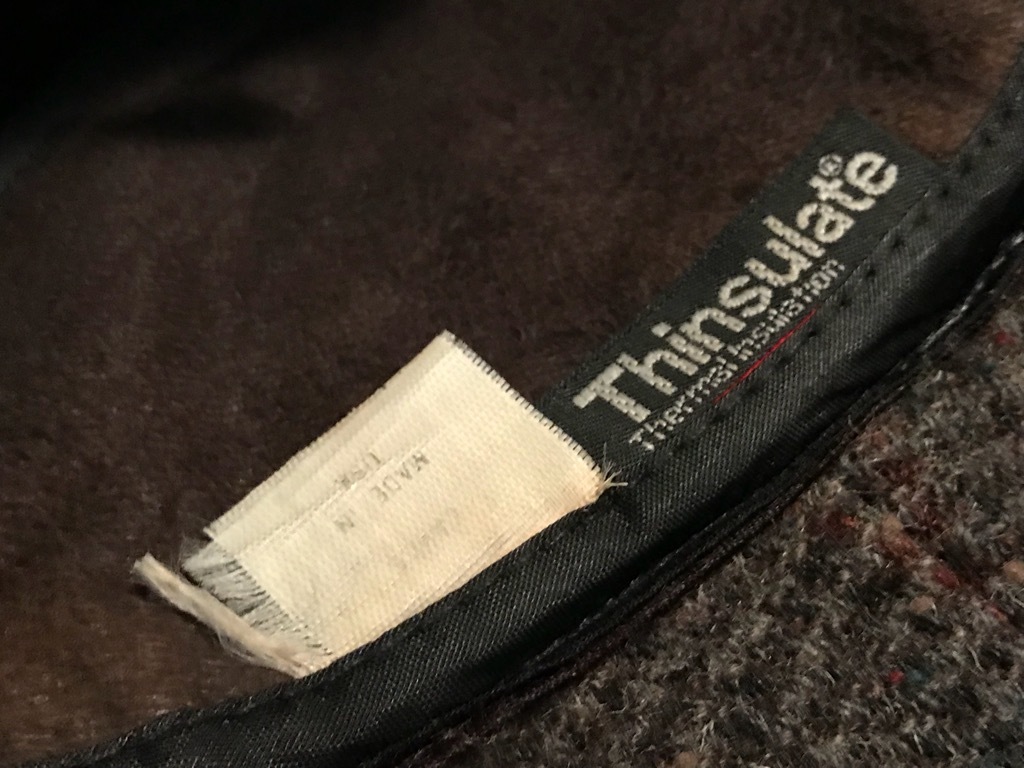 Thinsulate®
Thermal Insulation
MADE IN
USA